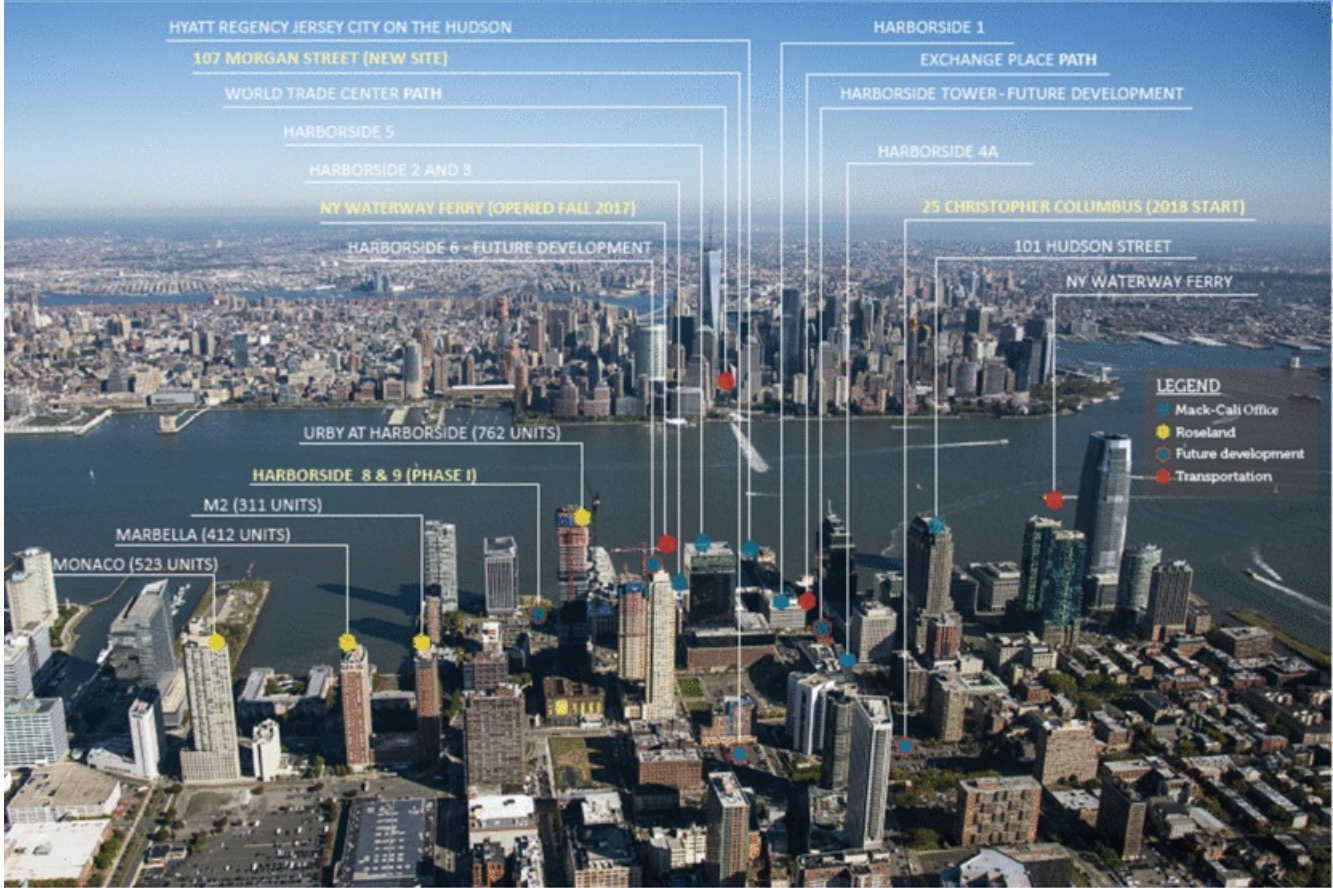 HYATT REGENCY JERSEY CITY ON THE HUDSON
107 MORGAN STREET (NEW SITE)
WORLD TRADE CENTER PATH
HARBORSIDE 5
HARBORSIDE 2 AND 3
NY WATERWAY FERRY (OPENED FALL 2017)
HARBORSIDE 6 - FUTURE DEVELOPMENT
HARBORSIDE 1
EXCHANGE PLACE PATH
HARBORSIDE TOWER - FUTURE DEVELOPMENT
HARBORSIDE 4A
25 CHRISTOPHER COLUMBUS (2018 START)
101 HUDSON STREET
NY WATERWAY FERRY
LEGEND
Mack-Cali Office
Roseland
Future development
Transportation
URBY AT HARBORSIDE (762 UNITS)
HARBORSIDE 8 & 9 (PHASE I)
M2 (311 UNITS)
MARBELLA (412 UNITS)
MONACO (523 UNITS)